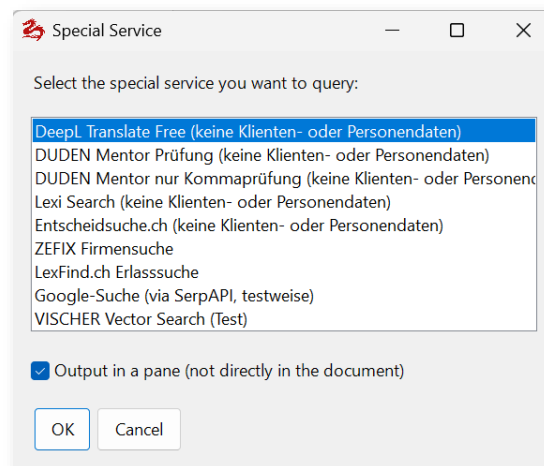 Special Service
Select the special service you want to query:
DeepL Translate Free (keine Klienten- oder Personendaten)
DUDEN Mentor Prüfung (keine Klienten- oder Personendaten)
DUDEN Mentor nur Kommaprüfung (keine Klienten- oder Personend
Lexi Search (keine Klienten- oder Personendaten)
Entscheidsuche.ch (keine Klienten- oder Personendaten)
ZEFIX Firmensuche
LexFind.ch Erlasssuche
Google-Suche (via SerpAPI, testweise)
VISCHER Vector Search (Test)
Output in a pane (not directly in the document)
OK Cancel